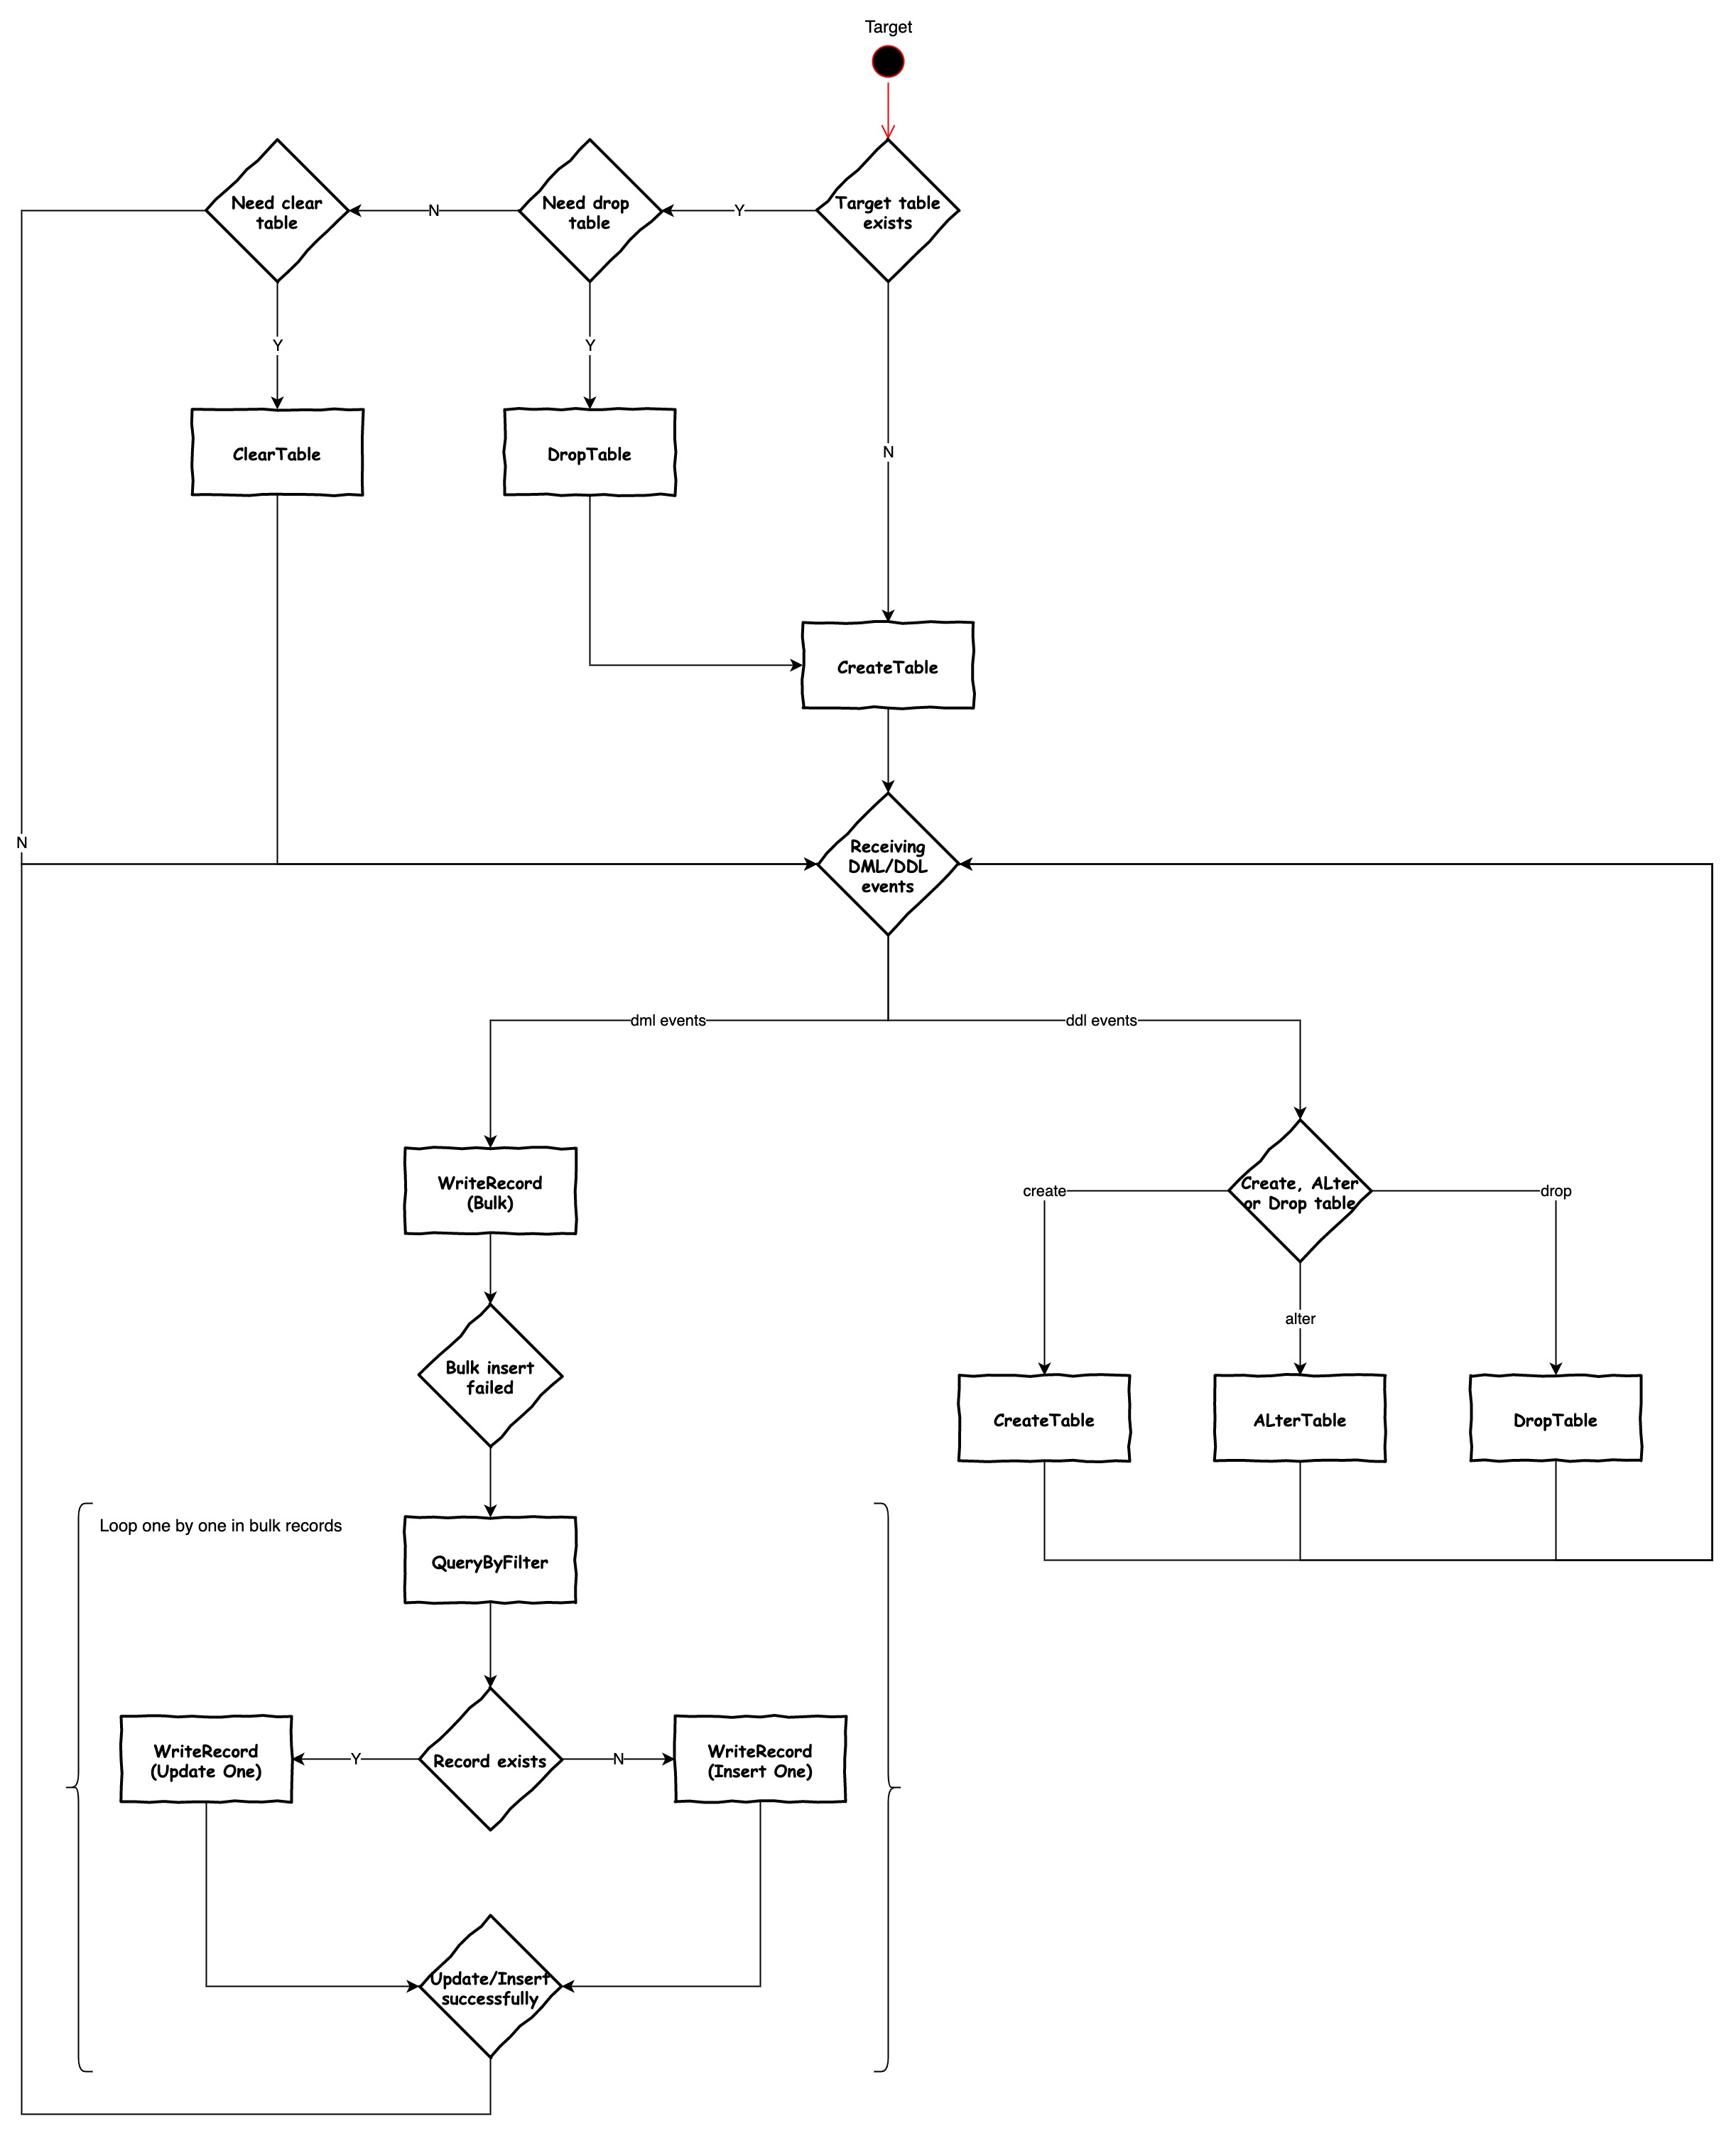 Target
Need clear
table
N
Need drop
table
Y
Target table
exists
Y
Y
ClearTable
DropTable
N
CreateTable
N
Receiving
DML/DDL
events
dml events
ddl events
WriteRecord
(Bulk)
create
Create, ALter
or Drop table
drop
alter
Bulk insert
failed
CreateTable
ALterTable
DropTable
Loop one by one in bulk records
QueryByFilter
WriteRecord
(Update One)
Y
Record exists
N
WriteRecord
(Insert One)
Update/Insert
successfully